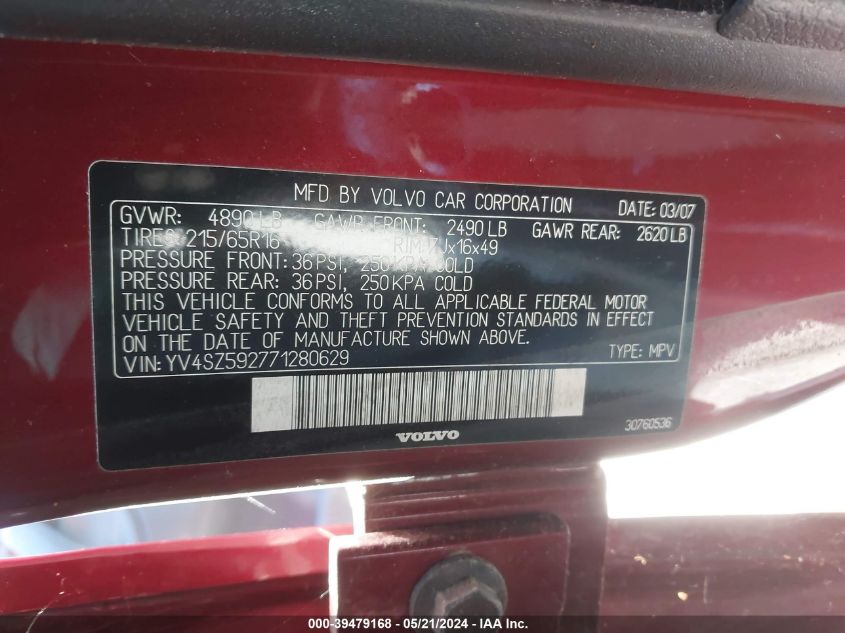 MFD BY VOLVO CAR CORPORATION DATE: 03/07
GVWR: 4890 LB GAWR FRONT: 2490 LB GAWR REAR: 2620 LB
TIRES: 215/65R16 RIM 7Jx16x49
PRESSURE FRONT: 36 PSI, 250 KPA COLD
PRESSURE REAR: 36 PSI, 250 KPA COLD
THIS VEHICLE CONFORMS TO ALL APPLICABLE FEDERAL MOTOR
VEHICLE SAFETY AND THEFT PREVENTION STANDARDS IN EFFECT
ON THE DATE OF MANUFACTURE SHOWN ABOVE.
VIN: YV4SZ592771280629 TYPE: MPV
30760536
VOLVO
000-39479168 - 05/21/2024 - IAA Inc.